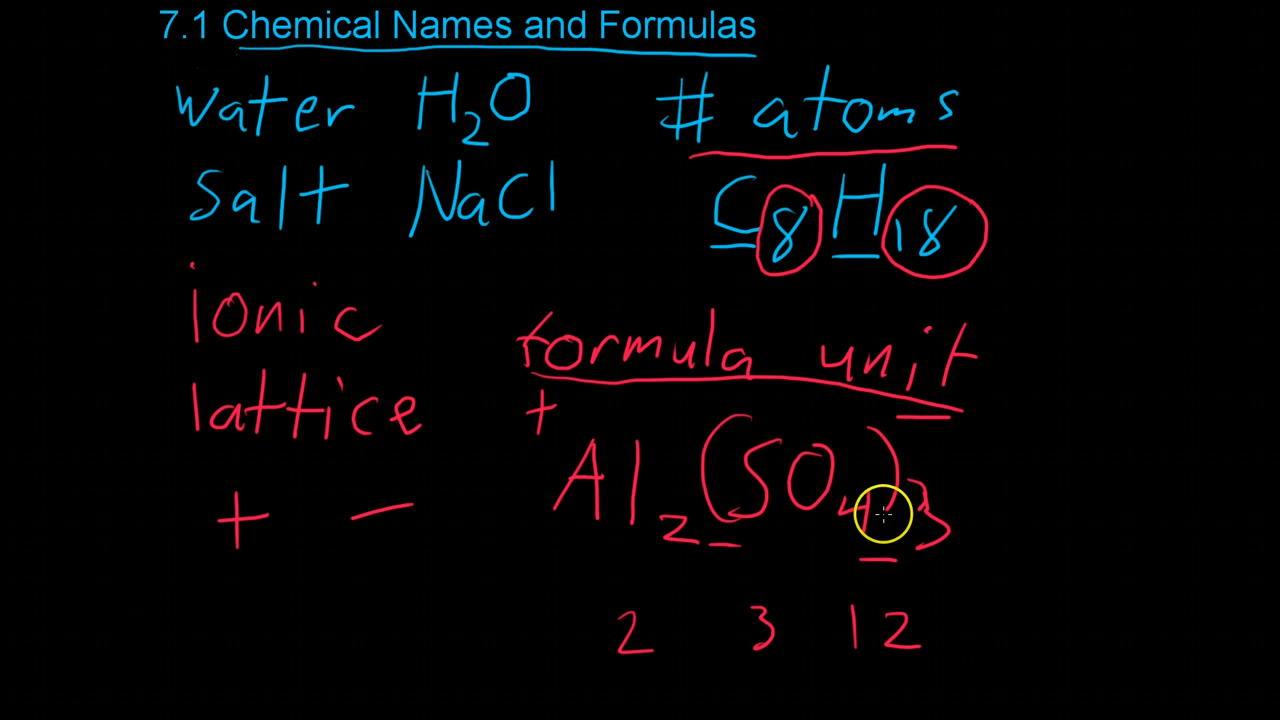 7.1 Chemical Names and Formulas
water H₂O
salt NaCl
# atoms
C₈H₁₈
ionic
lattice
+ −
formula unit
+
Al₂(SO₄)₃
2 3 12